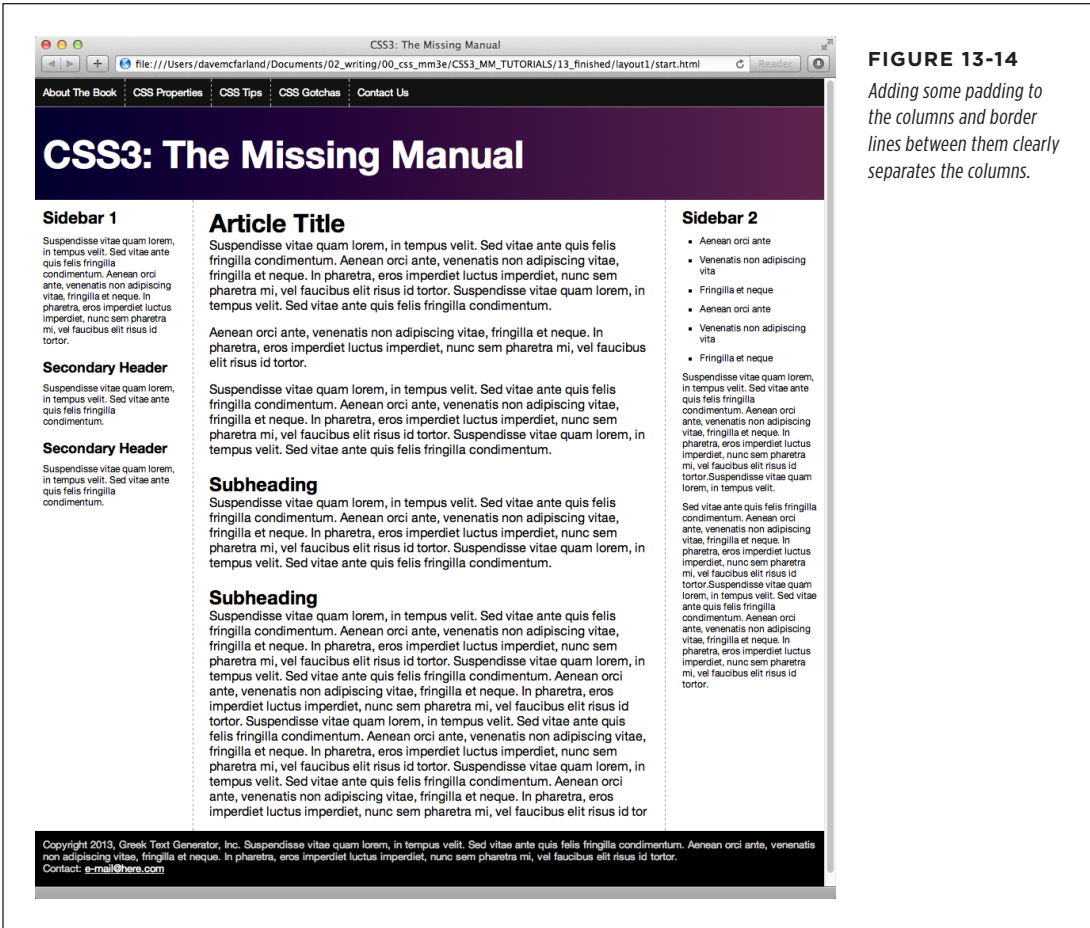 CSS3: The Missing Manual
file:///Users/davemcfarland/Documents/02_writing/00_css_mm3e/CSS3_MM_TUTORIALS/13_finished/layout1/start.html
Reader
About The Book
CSS Properties
CSS Tips
CSS Gotchas
Contact Us
CSS3: The Missing Manual
Sidebar 1
Suspendisse vitae quam lorem,
in tempus velit. Sed vitae ante
quis felis fringilla
condimentum. Aenean orci
ante, venenatis non adipiscing
vitae, fringilla et neque. In
pharetra, eros imperdiet luctus
imperdiet, nunc sem pharetra
mi, vel faucibus elit risus id
tortor.
Secondary Header
Suspendisse vitae quam lorem,
in tempus velit. Sed vitae ante
quis felis fringilla
condimentum.
Secondary Header
Suspendisse vitae quam lorem,
in tempus velit. Sed vitae ante
quis felis fringilla
condimentum.
Article Title
Suspendisse vitae quam lorem, in tempus velit. Sed vitae ante quis felis
fringilla condimentum. Aenean orci ante, venenatis non adipiscing vitae,
fringilla et neque. In pharetra, eros imperdiet luctus imperdiet, nunc sem
pharetra mi, vel faucibus elit risus id tortor. Suspendisse vitae quam lorem, in
tempus velit. Sed vitae ante quis felis fringilla condimentum.
Aenean orci ante, venenatis non adipiscing vitae, fringilla et neque. In
pharetra, eros imperdiet luctus imperdiet, nunc sem pharetra mi, vel faucibus
elit risus id tortor.
Suspendisse vitae quam lorem, in tempus velit. Sed vitae ante quis felis
fringilla condimentum. Aenean orci ante, venenatis non adipiscing vitae,
fringilla et neque. In pharetra, eros imperdiet luctus imperdiet, nunc sem
pharetra mi, vel faucibus elit risus id tortor. Suspendisse vitae quam lorem, in
tempus velit. Sed vitae ante quis felis fringilla condimentum.
Subheading
Suspendisse vitae quam lorem, in tempus velit. Sed vitae ante quis felis
fringilla condimentum. Aenean orci ante, venenatis non adipiscing vitae,
fringilla et neque. In pharetra, eros imperdiet luctus imperdiet, nunc sem
pharetra mi, vel faucibus elit risus id tortor. Suspendisse vitae quam lorem, in
tempus velit. Sed vitae ante quis felis fringilla condimentum.
Subheading
Suspendisse vitae quam lorem, in tempus velit. Sed vitae ante quis felis
fringilla condimentum. Aenean orci ante, venenatis non adipiscing vitae,
fringilla et neque. In pharetra, eros imperdiet luctus imperdiet, nunc sem
pharetra mi, vel faucibus elit risus id tortor. Suspendisse vitae quam lorem, in
tempus velit. Sed vitae ante quis felis fringilla condimentum. Aenean orci
ante, venenatis non adipiscing vitae, fringilla et neque. In pharetra, eros
imperdiet luctus imperdiet, nunc sem pharetra mi, vel faucibus elit risus id
tortor. Suspendisse vitae quam lorem, in tempus velit. Sed vitae ante quis
felis fringilla condimentum. Aenean orci ante, venenatis non adipiscing vitae,
fringilla et neque. In pharetra, eros imperdiet luctus imperdiet, nunc sem
pharetra mi, vel faucibus elit risus id tortor. Suspendisse vitae quam lorem, in
tempus velit. Sed vitae ante quis felis fringilla condimentum. Aenean orci
ante, venenatis non adipiscing vitae, fringilla et neque. In pharetra, eros
imperdiet luctus imperdiet, nunc sem pharetra mi, vel faucibus elit risus id tor
Sidebar 2
Aenean orci ante
Venenatis non adipiscing
vita
Fringilla et neque
Aenean orci ante
Venenatis non adipiscing
vita
Fringilla et neque
Suspendisse vitae quam lorem,
in tempus velit. Sed vitae ante
quis felis fringilla
condimentum. Aenean orci
ante, venenatis non adipiscing
vitae, fringilla et neque. In
pharetra, eros imperdiet luctus
imperdiet, nunc sem pharetra
mi, vel faucibus elit risus id
tortor.Suspendisse vitae quam
lorem, in tempus velit.
Sed vitae ante quis felis fringilla
condimentum. Aenean orci
ante, venenatis non adipiscing
vitae, fringilla et neque. In
pharetra, eros imperdiet luctus
imperdiet, nunc sem pharetra
mi, vel faucibus elit risus id
tortor.Suspendisse vitae quam
lorem, in tempus velit. Sed vitae
ante quis felis fringilla
condimentum. Aenean orci
ante, venenatis non adipiscing
vitae, fringilla et neque. In
pharetra, eros imperdiet luctus
imperdiet, nunc sem pharetra
mi, vel faucibus elit risus id
tortor.
Copyright 2013, Greek Text Generator, Inc. Suspendisse vitae quam lorem, in tempus velit. Sed vitae ante quis felis fringilla condimentum. Aenean orci ante, venenatis
non adipiscing vitae, fringilla et neque. In pharetra, eros imperdiet luctus imperdiet, nunc sem pharetra mi, vel faucibus elit risus id tortor.
Contact: e-mail@here.com
FIGURE 13-14
Adding some padding to
the columns and border
lines between them clearly
separates the columns.